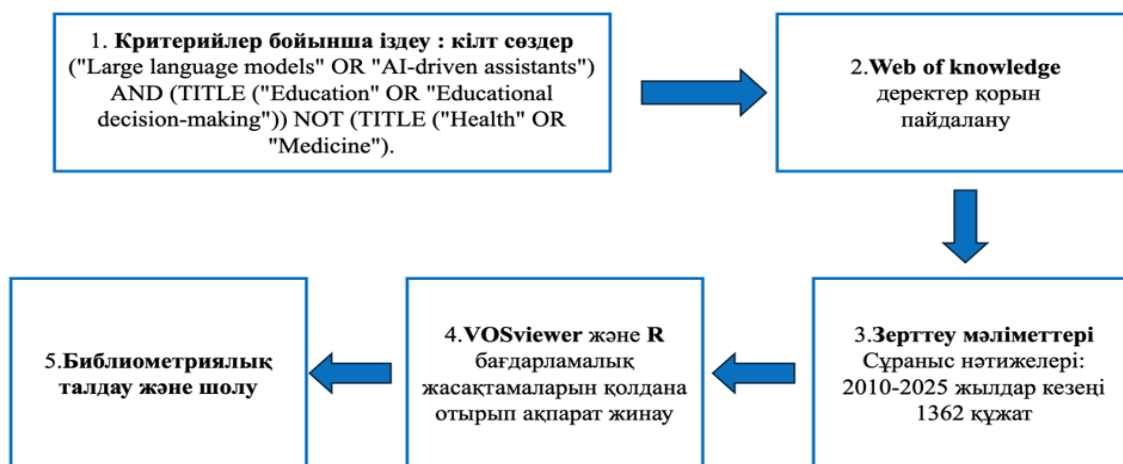 1. Критерийлер бойынша іздеу : кілт сөздер
("Large language models" OR "AI-driven assistants")
AND (TITLE ("Education" OR "Educational
decision-making")) NOT (TITLE ("Health" OR
"Medicine").
2.Web of knowledge
деректер қорын
пайдалану
3.Зерттеу мәліметтері
Сұраныс нәтижелері:
2010-2025 жылдар кезеңі
1362 құжат
4.VOSviewer және R
бағдарламалық
жасақтамаларын қолдана
отырып ақпарат жинау
5.Библиометриялық
талдау және шолу